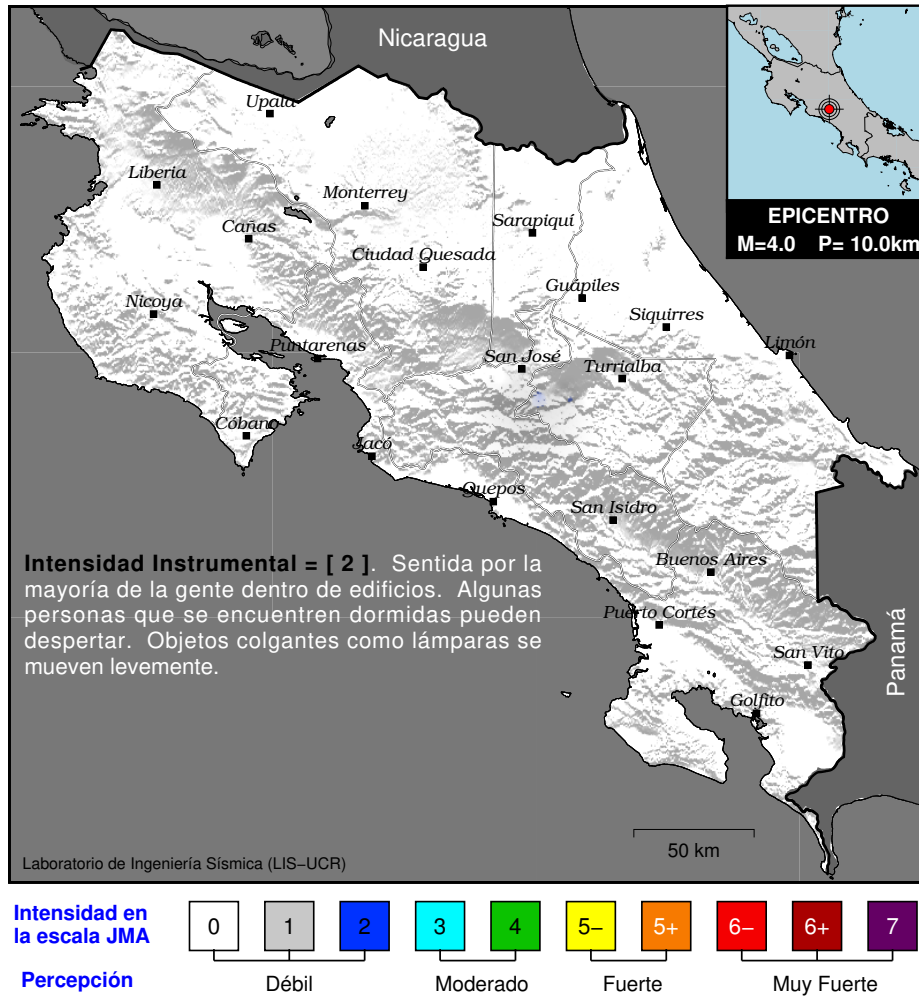 Nicaragua
Upala
Liberia
Monterrey
Cañas
Sarapiquí
EPICENTRO
M=4.0 P= 10.0km
Ciudad Quesada
Guápiles
Nicoya
Siquirres
Puntarenas
San José
Limón
Turrialba
Cóbano
Jacó
Quepos
San Isidro
Intensidad Instrumental = [ 2 ]. Sentida por la
mayoría de la gente dentro de edificios. Algunas
personas que se encuentren dormidas pueden
despertar. Objetos colgantes como lámparas se
mueven levemente.
Buenos Aires
Puerto Cortés
San Vito
Panamá
Golfito
50 km
Laboratorio de Ingeniería Sísmica (LIS−UCR)
Intensidad en
la escala JMA
0 1 2 3 4 5− 5+ 6− 6+ 7
Percepción
Débil Moderado Fuerte Muy Fuerte